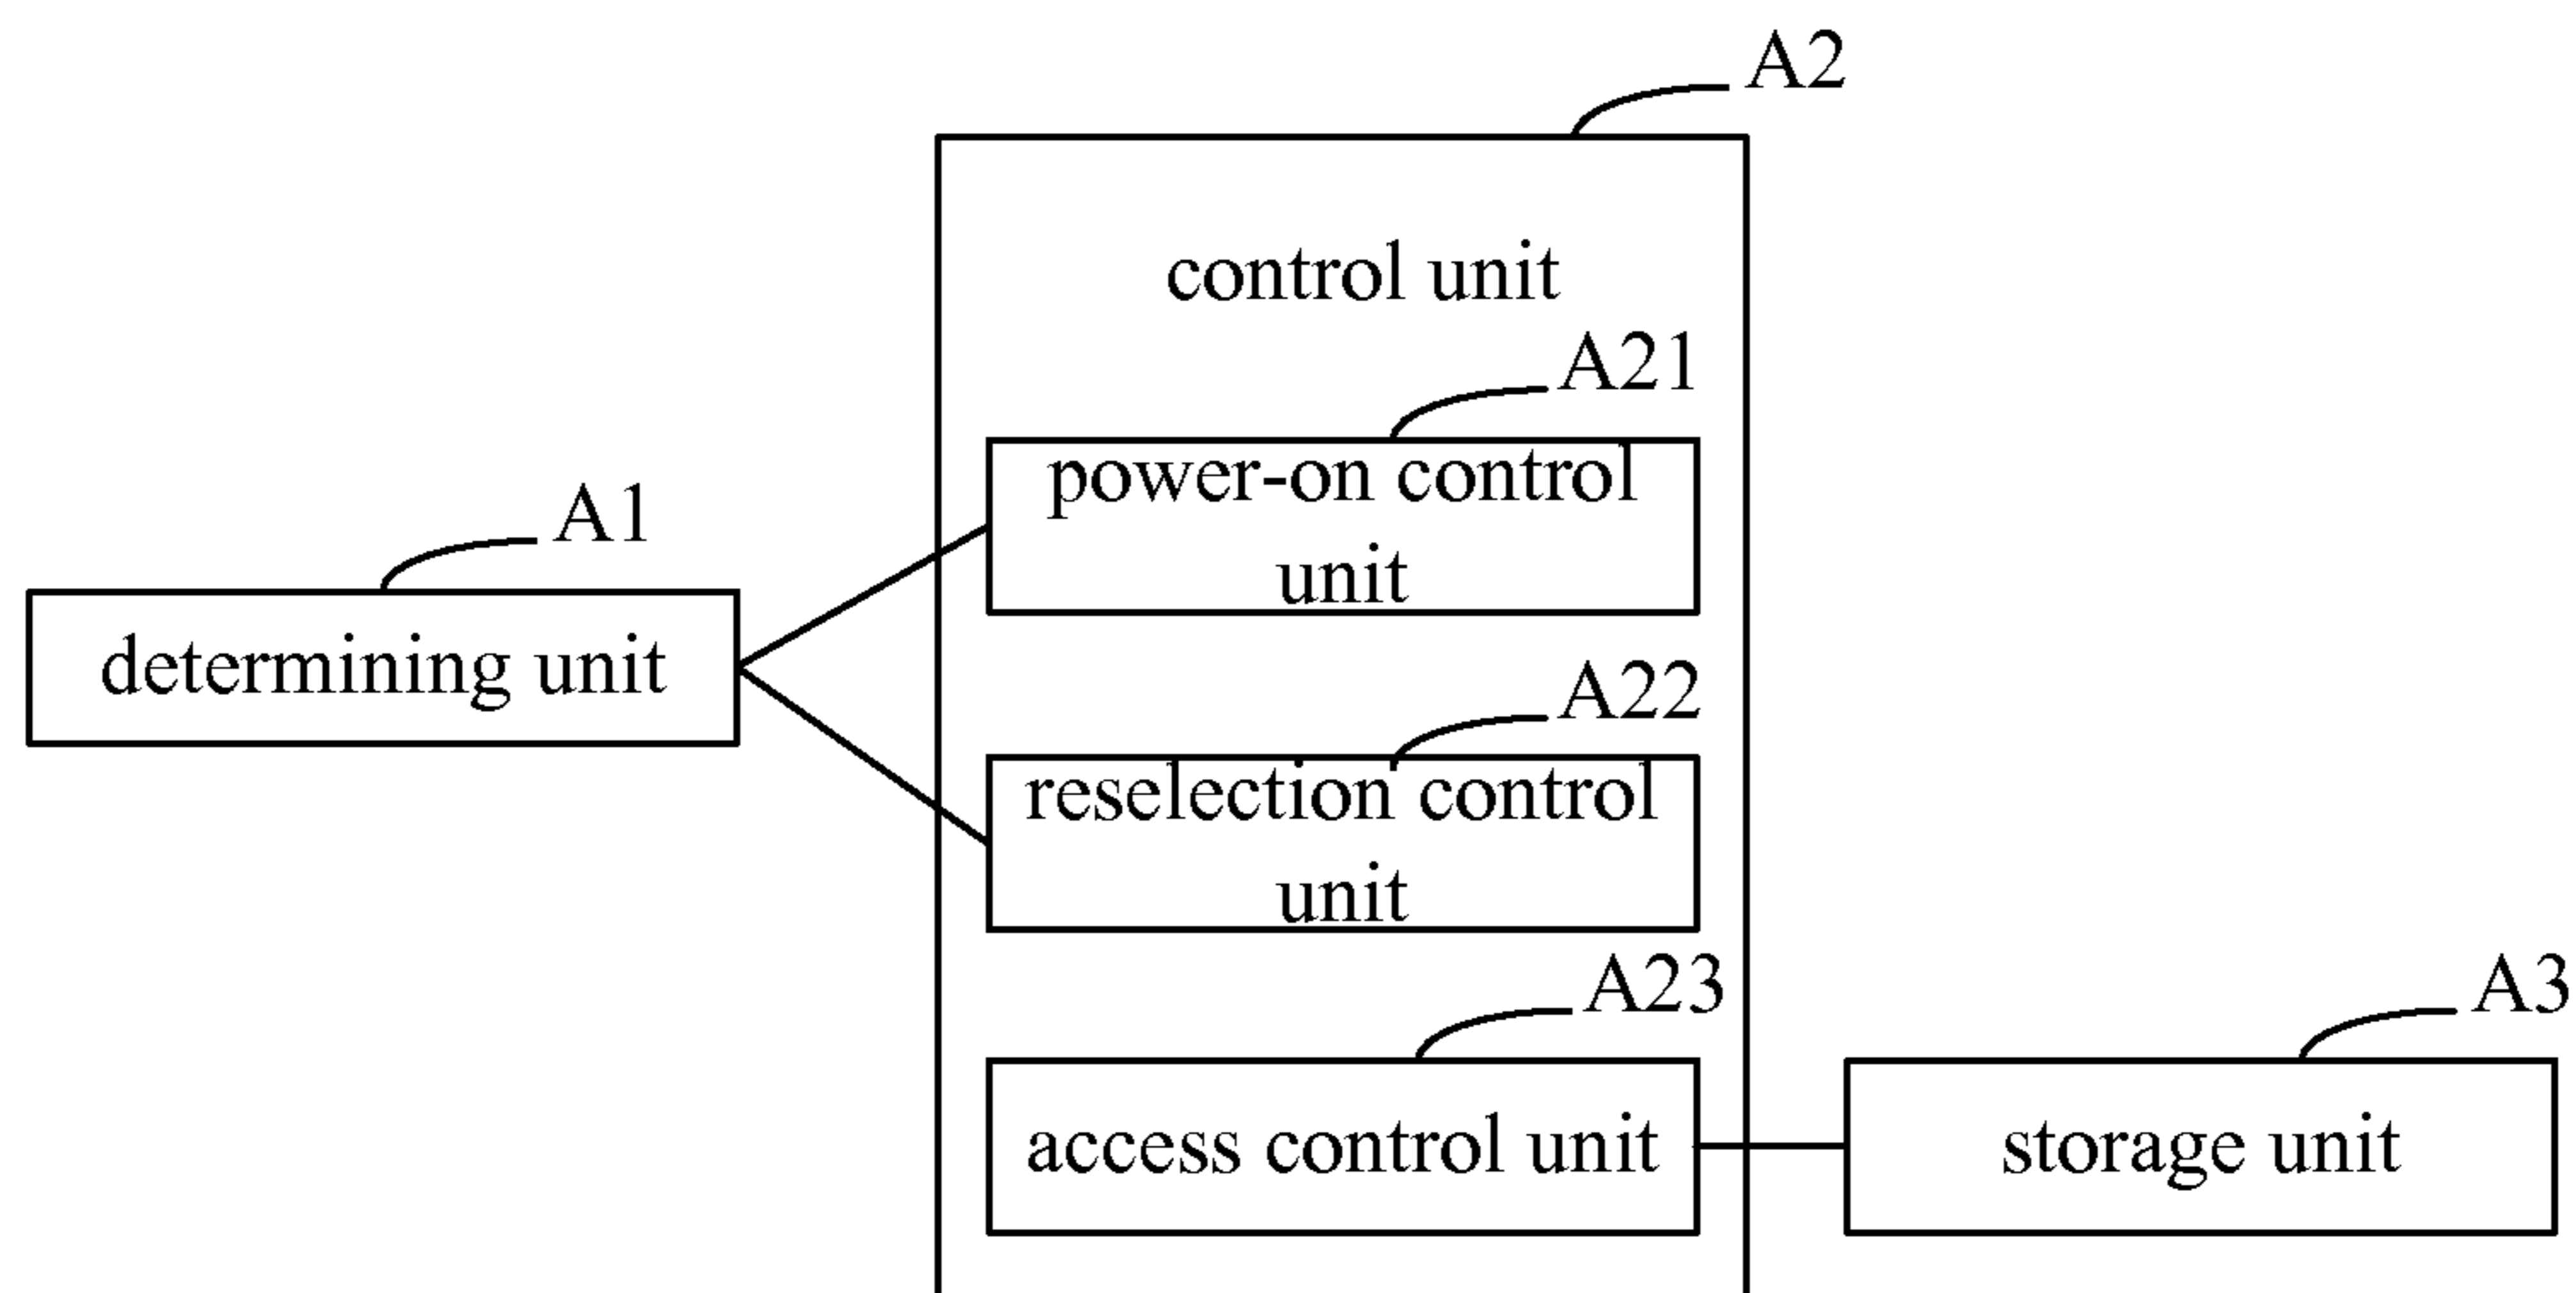 A2
control unit
A21
power-on control
unit
A1
determining unit
A22
reselection control
unit
A23
access control unit
A3
storage unit